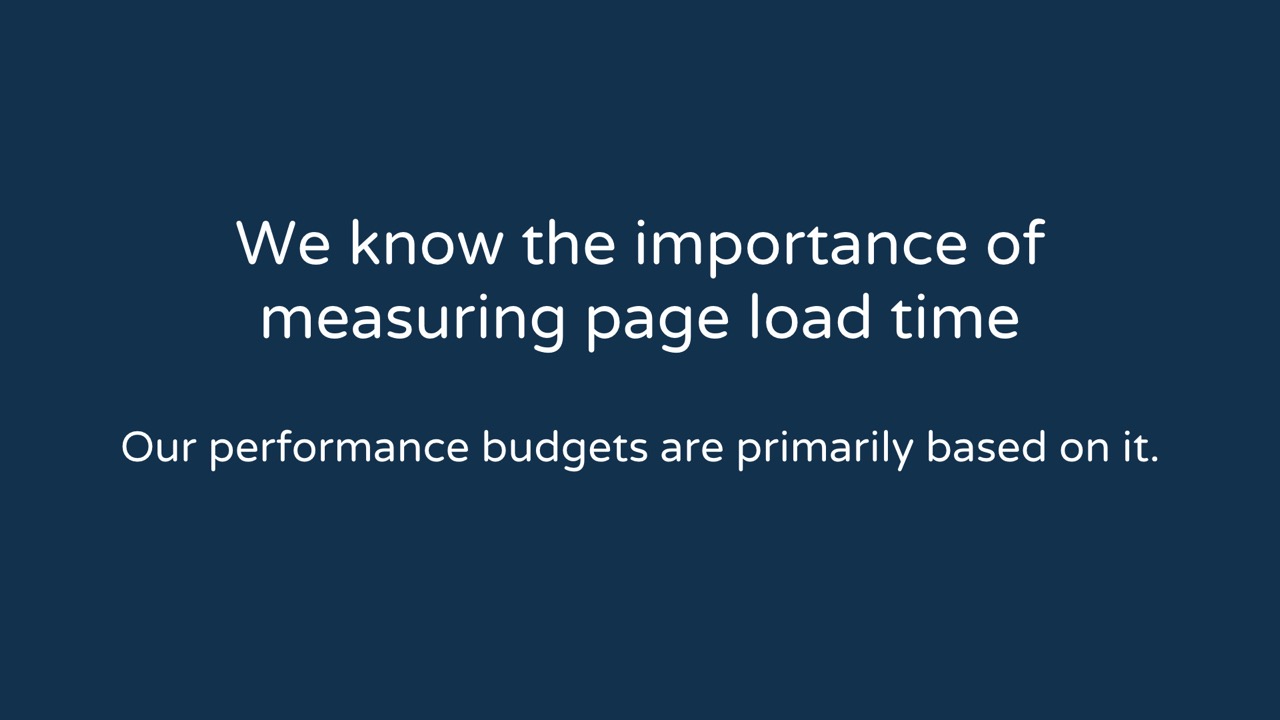 We know the importance of
measuring page load time
Our performance budgets are primarily based on it.